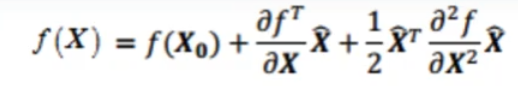 f(X) = f(X₀) + ∂fᵀ/∂X X̂ + 1/2 X̂ᵀ ∂²f/∂X² X̂